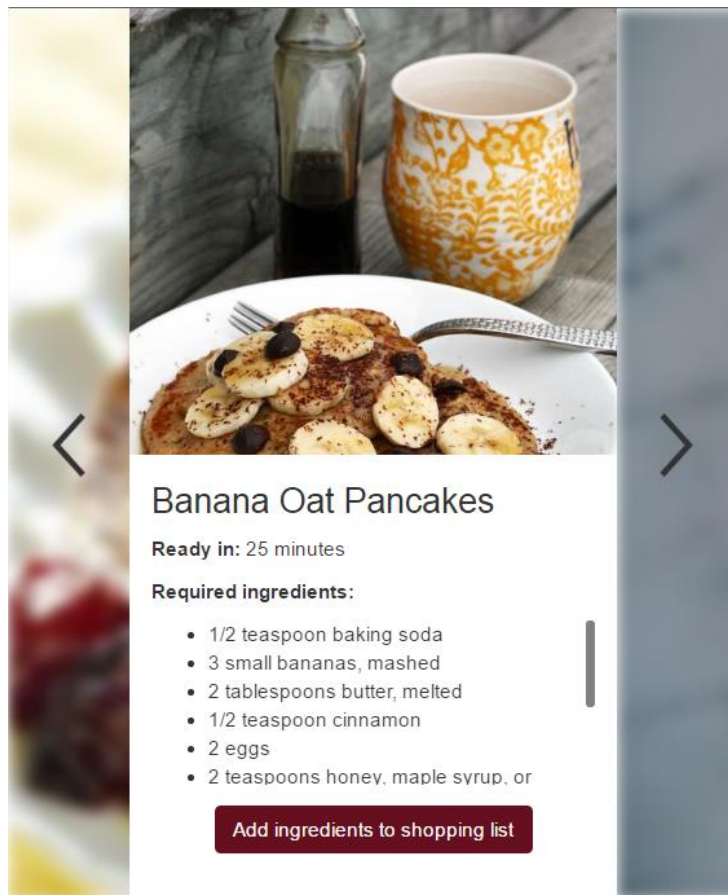 Banana Oat Pancakes
Ready in: 25 minutes
Required ingredients:
1/2 teaspoon baking soda
3 small bananas, mashed
2 tablespoons butter, melted
1/2 teaspoon cinnamon
2 eggs
2 teaspoons honey, maple syrup, or
Add ingredients to shopping list